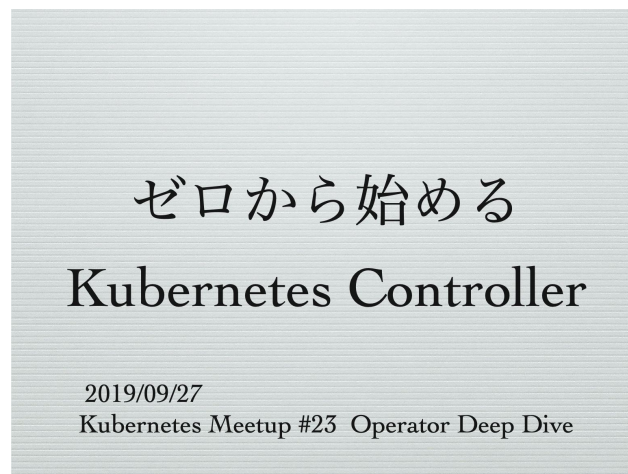 ゼロから始める
Kubernetes Controller
2019/09/27
Kubernetes Meetup #23 Operator Deep Dive